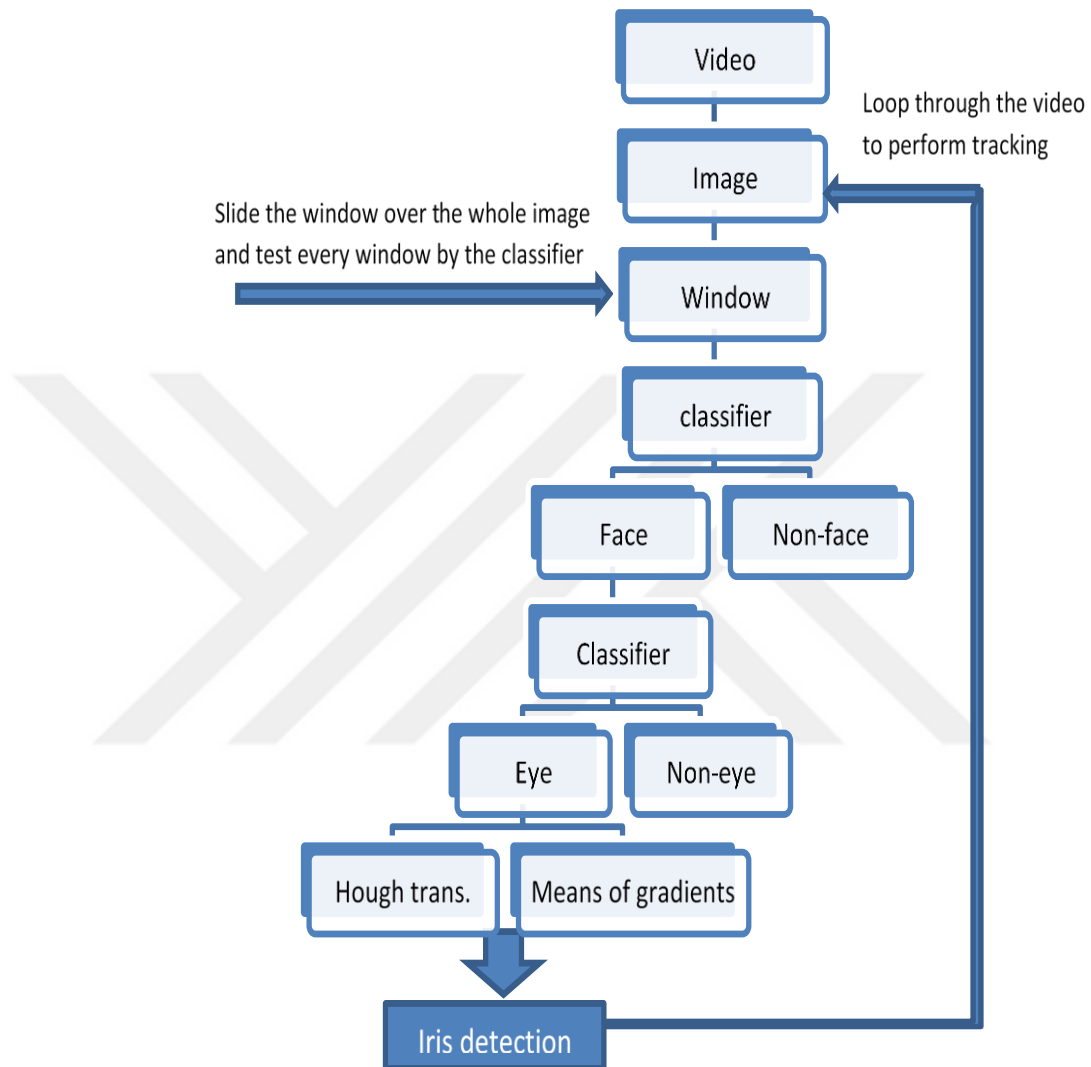 Video
Loop through the video
to perform tracking
Image
Slide the window over the whole image
and test every window by the classifier
Window
classifier
Face
Non-face
Classifier
Eye
Non-eye
Hough trans.
Means of gradients
Iris detection